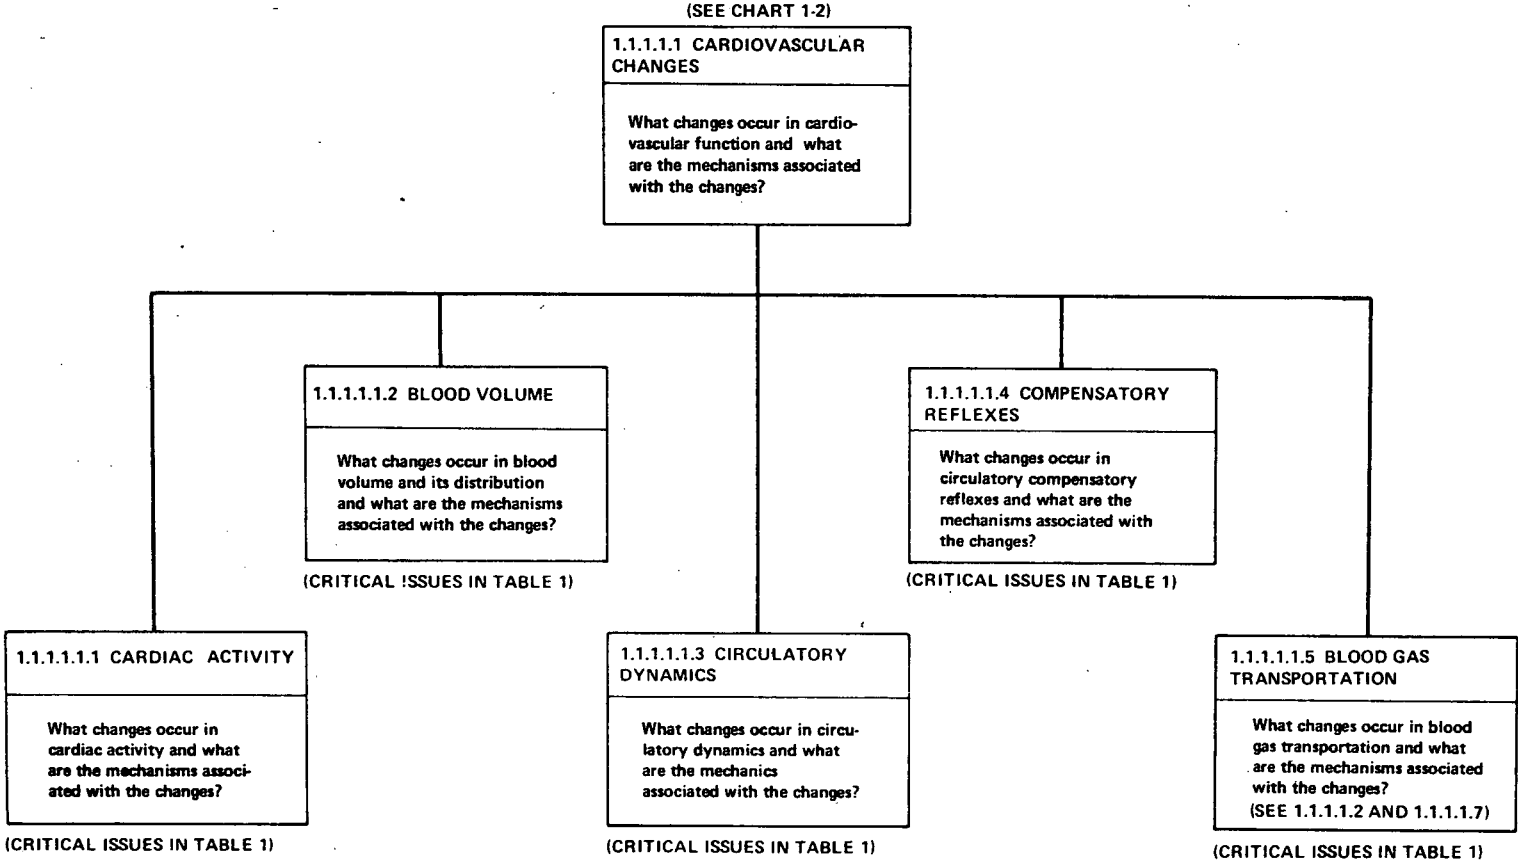 (SEE CHART 1-2)
1.1.1.1.1 CARDIOVASCULAR
CHANGES
What changes occur in cardio-
vascular function and what
are the mechanisms associated
with the changes?
1.1.1.1.1.2 BLOOD VOLUME
What changes occur in blood
volume and its distribution
and what are the mechanisms
associated with the changes?
(CRITICAL ISSUES IN TABLE 1)
1.1.1.1.1.4 COMPENSATORY
REFLEXES
What changes occur in
circulatory compensatory
reflexes and what are the
mechanisms associated with
the changes?
(CRITICAL ISSUES IN TABLE 1)
1.1.1.1.1.1 CARDIAC ACTIVITY
What changes occur in
cardiac activity and what
are the mechanisms associ-
ated with the changes?
(CRITICAL ISSUES IN TABLE 1)
1.1.1.1.1.3 CIRCULATORY
DYNAMICS
What changes occur in circu-
latory dynamics and what
are the mechanics
associated with the changes?
(CRITICAL ISSUES IN TABLE 1)
1.1.1.1.1.5 BLOOD GAS
TRANSPORTATION
What changes occur in blood
gas transportation and what
are the mechanisms associated
with the changes?
(SEE 1.1.1.1.2 AND 1.1.1.1.7)
(CRITICAL ISSUES IN TABLE 1)